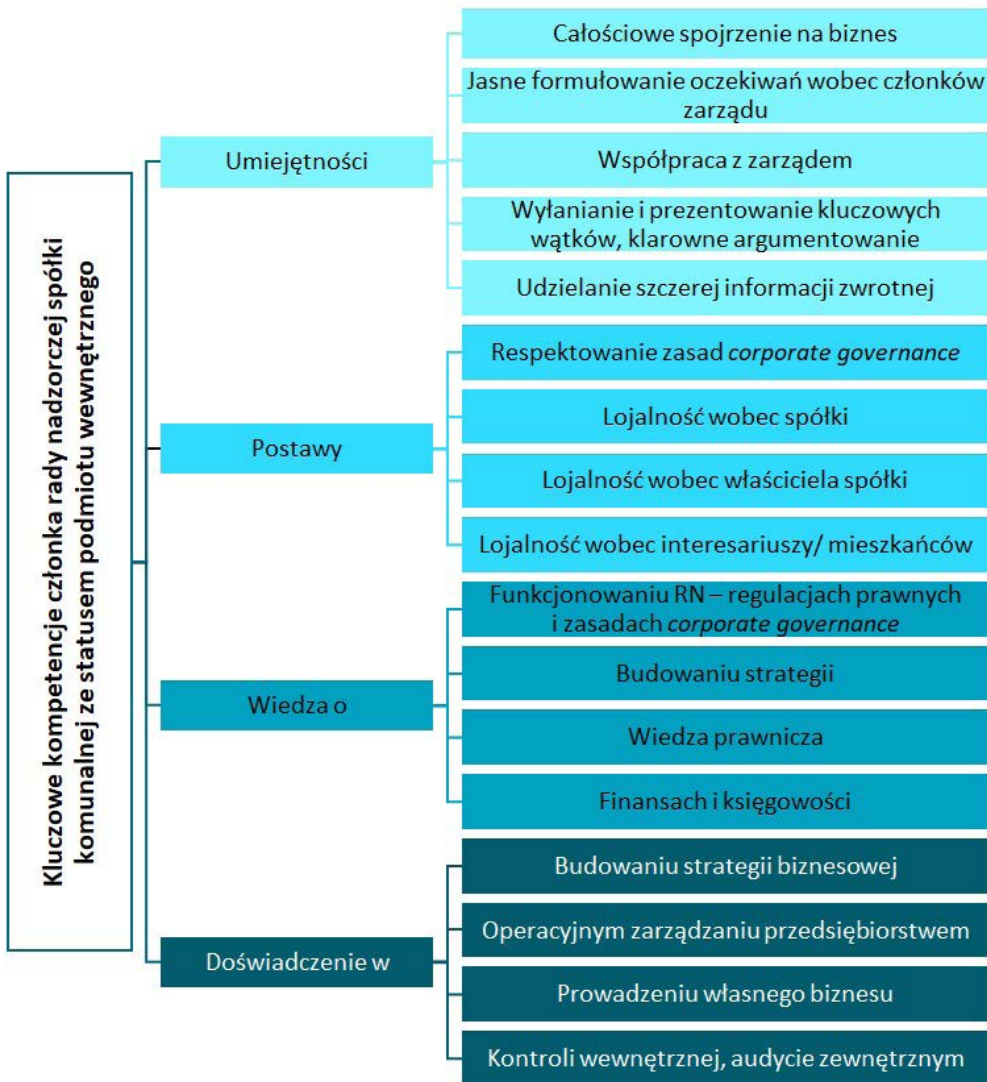 Kluczowe kompetencje członka rady nadzorczej spółki
komunalnej ze statusem podmiotu wewnętrznego
Umiejętności
Całościowe spojrzenie na biznes
Jasne formułowanie oczekiwań wobec członków
zarządu
Współpraca z zarządem
Wyłanianie i prezentowanie kluczowych
wątków, klarowne argumentowanie
Udzielanie szczerej informacji zwrotnej
Postawy
Respektowanie zasad corporate governance
Lojalność wobec spółki
Lojalność wobec właściciela spółki
Lojalność wobec interesariuszy/ mieszkańców
Wiedza o
Funkcjonowaniu RN – regulacjach prawnych
i zasadach corporate governance
Budowaniu strategii
Wiedza prawnicza
Finansach i księgowości
Doświadczenie w
Budowaniu strategii biznesowej
Operacyjnym zarządzaniu przedsiębiorstwem
Prowadzeniu własnego biznesu
Kontroli wewnętrznej, audycie zewnętrznym